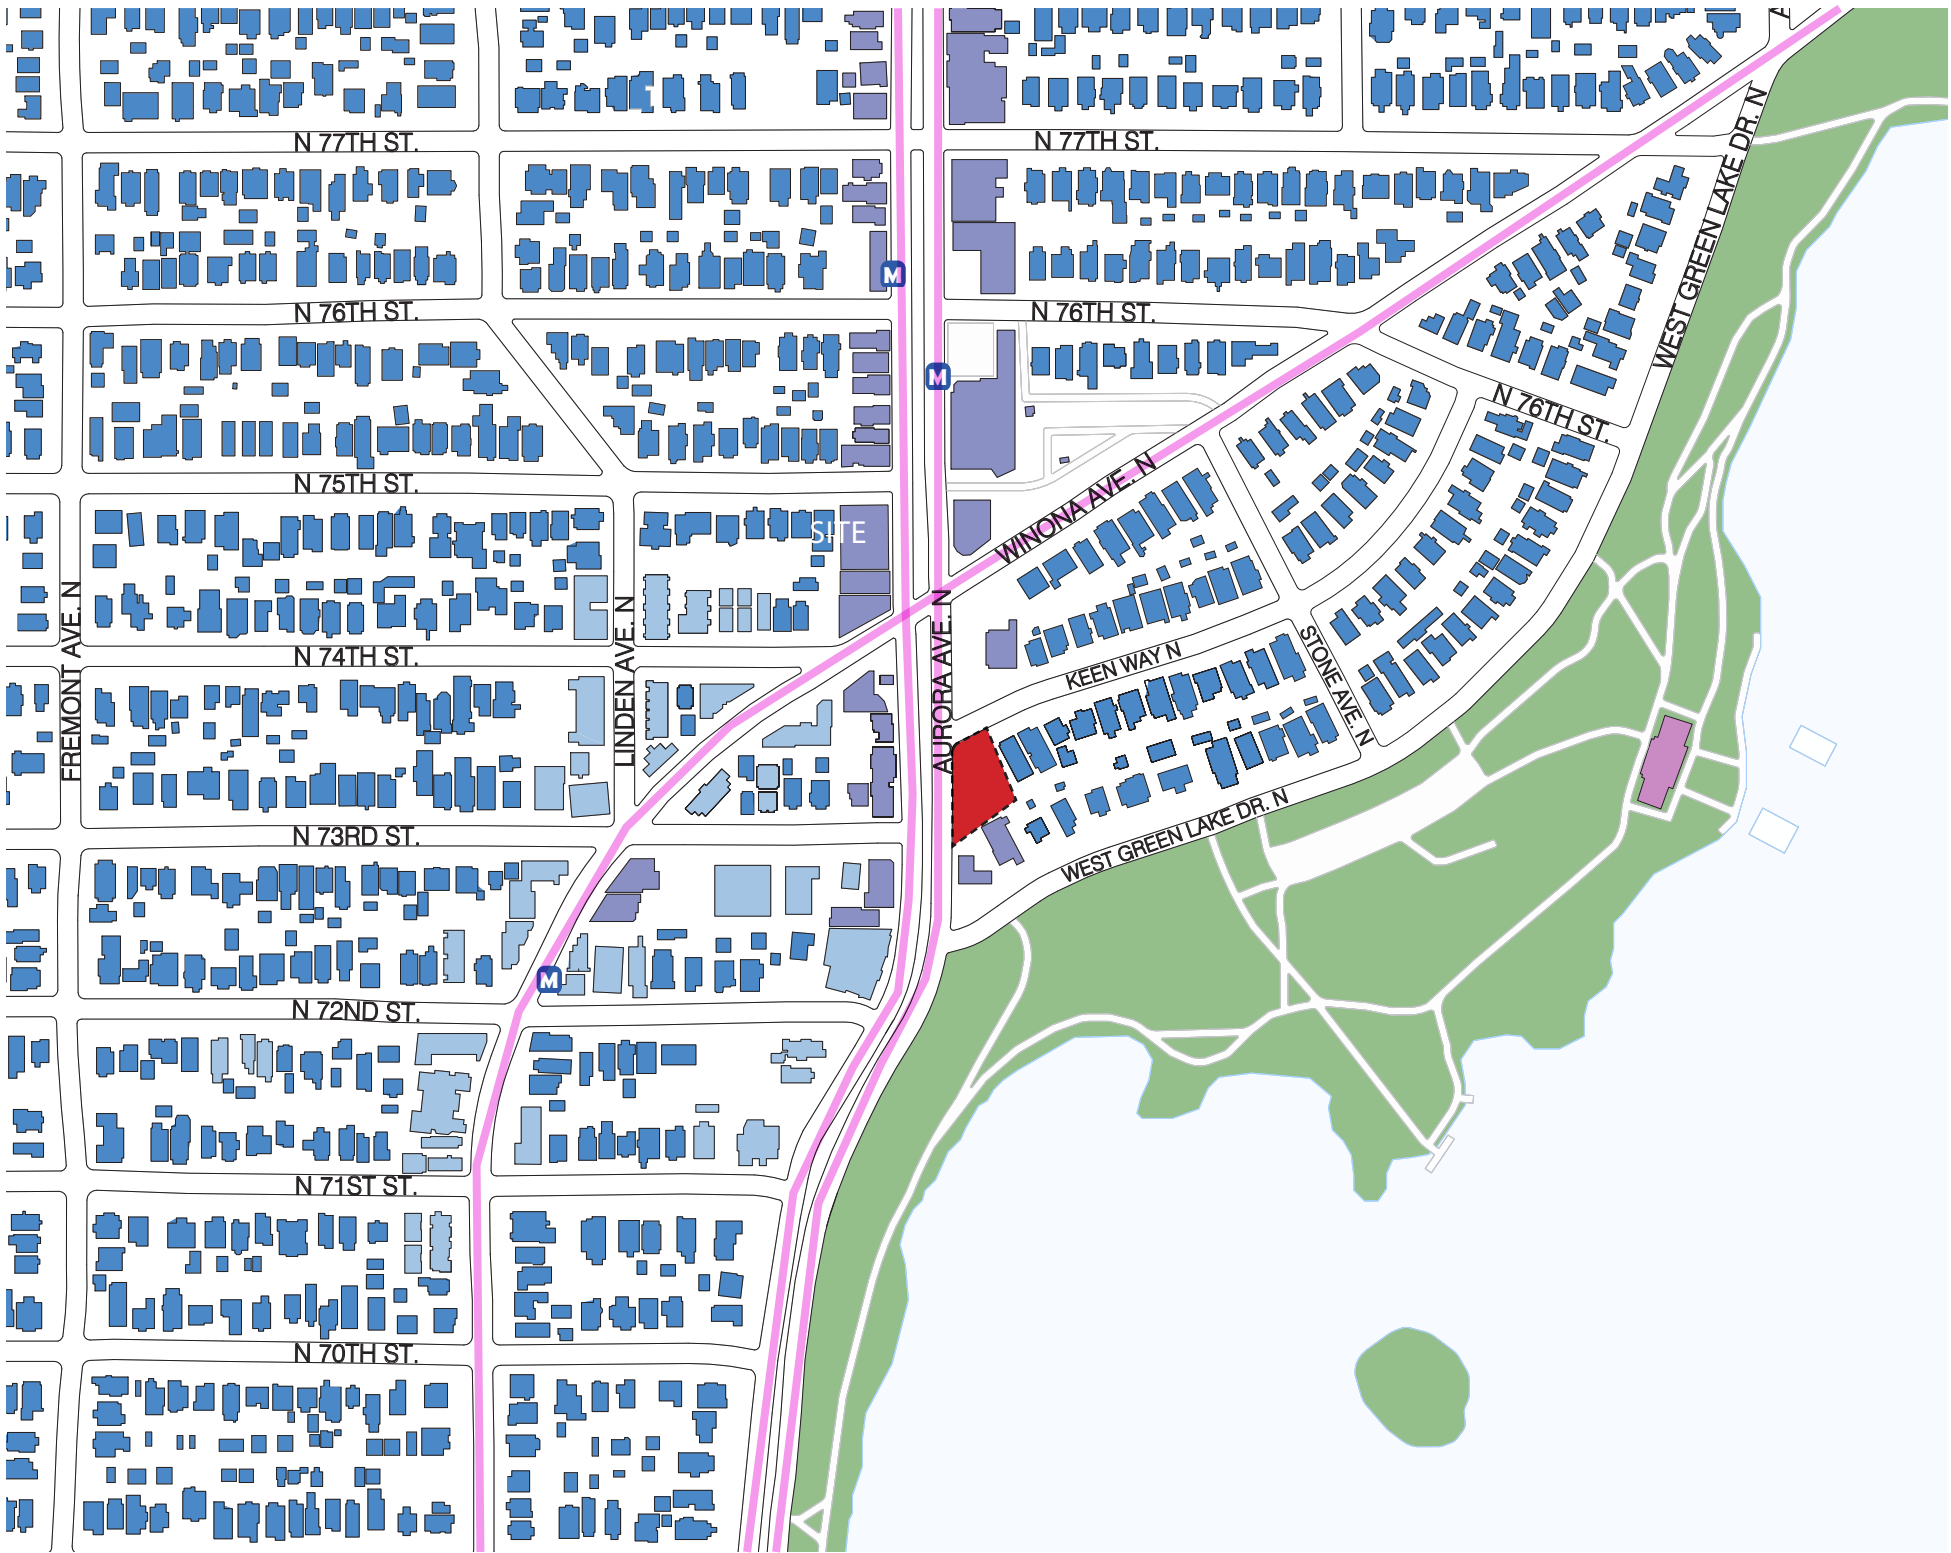 A
N 77TH ST.
N 77TH ST.
WEST GREEN LAKE DR. N
M
N 76TH ST.
N 76TH ST.
M
N 76TH ST.
N 75TH ST.
WINONA AVE. N
SITE
FREMONT AVE. N
LINDEN AVE. N
AURORA AVE. N
N 74TH ST.
KEEN WAY N
STONE AVE. N
WEST GREEN LAKE DR. N
N 73RD ST.
M
N 72ND ST.
N 71ST ST.
N 70TH ST.